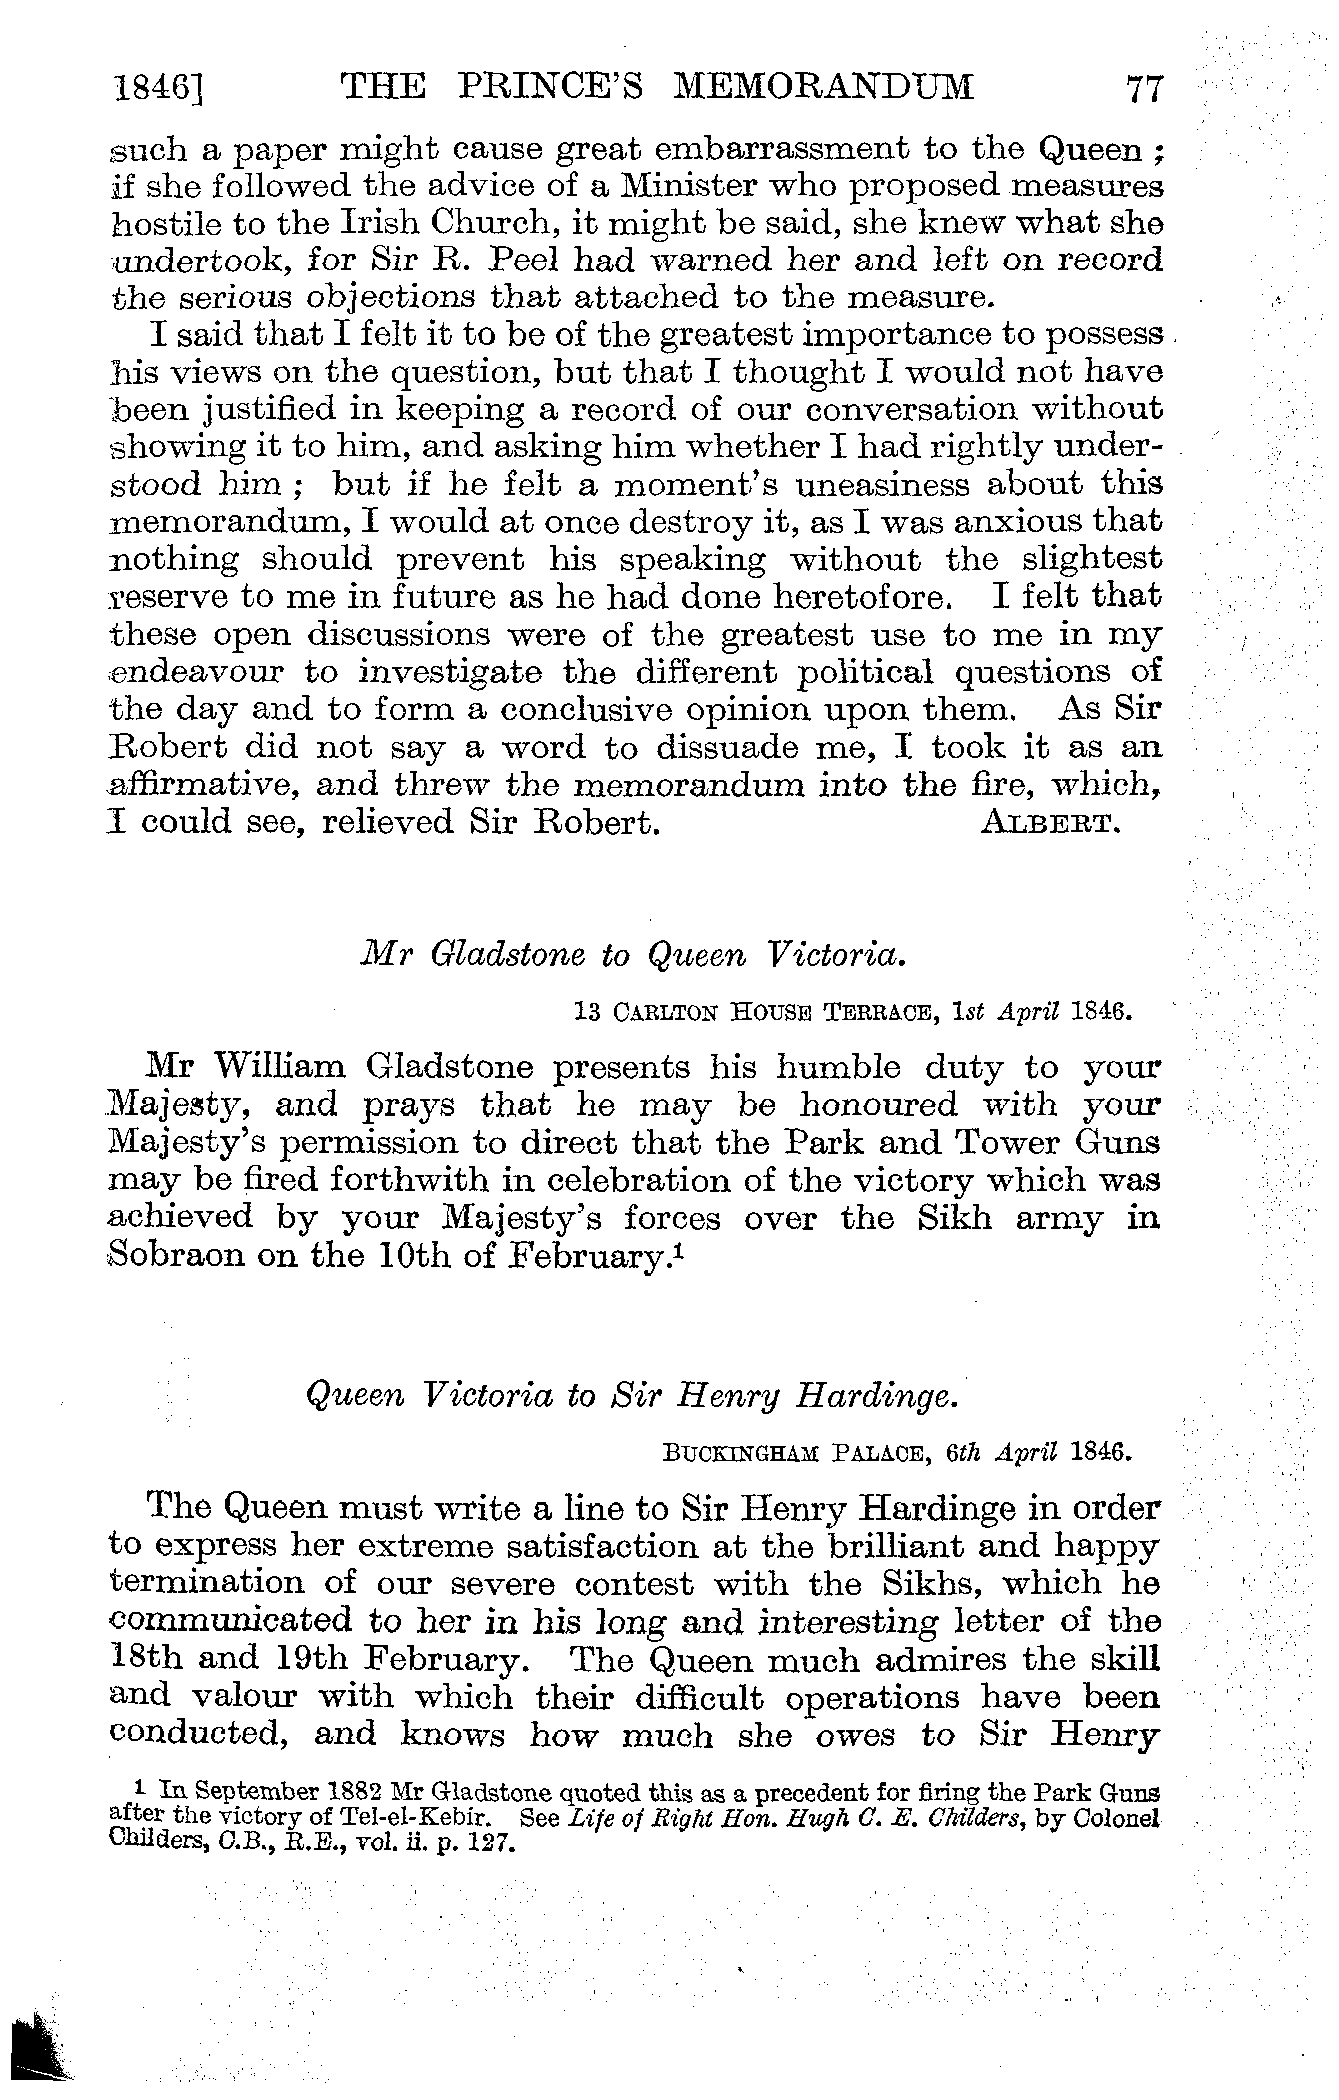 1846] THE PRINCE'S MEMORANDUM 77
such a paper might cause great embarrassment to the Queen ;
if she followed the advice of a Minister who proposed measures
hostile to the Irish Church, it might be said, she knew what she
undertook, for Sir R. Peel had warned her and left on record
the serious objections that attached to the measure.
I said that I felt it to be of the greatest importance to possess
his views on the question, but that I thought I would not have
been justified in keeping a record of our conversation without
showing it to him, and asking him whether I had rightly under-
stood him ; but if he felt a moment's uneasiness about this
memorandum, I would at once destroy it, as I was anxious that
nothing should prevent his speaking without the slightest
reserve to me in future as he had done heretofore. I felt that
these open discussions were of the greatest use to me in my
endeavour to investigate the different political questions of
the day and to form a conclusive opinion upon them. As Sir
Robert did not say a word to dissuade me, I took it as an
affirmative, and threw the memorandum into the fire, which,
I could see, relieved Sir Robert. ALBERT.
Mr Gladstone to Queen Victoria.
13 CARLTON HOUSE TERRACE, 1st April 1846.
Mr William Gladstone presents his humble duty to your
Majesty, and prays that he may be honoured with your
Majesty's permission to direct that the Park and Tower Guns
may be fired forthwith in celebration of the victory which was
achieved by your Majesty's forces over the Sikh army in
Sobraon on the 10th of February.¹
Queen Victoria to Sir Henry Hardinge.
BUCKINGHAM PALACE, 6th April 1846.
The Queen must write a line to Sir Henry Hardinge in order
to express her extreme satisfaction at the brilliant and happy
termination of our severe contest with the Sikhs, which he
communicated to her in his long and interesting letter of the
18th and 19th February. The Queen much admires the skill
and valour with which their difficult operations have been
conducted, and knows how much she owes to Sir Henry
¹ In September 1882 Mr Gladstone quoted this as a precedent for firing the Park Guns
after the victory of Tel-el-Kebir. See Life of Right Hon. Hugh C. E. Childers, by Colonel
Childers, C.B., R.E., vol. ii. p. 127.